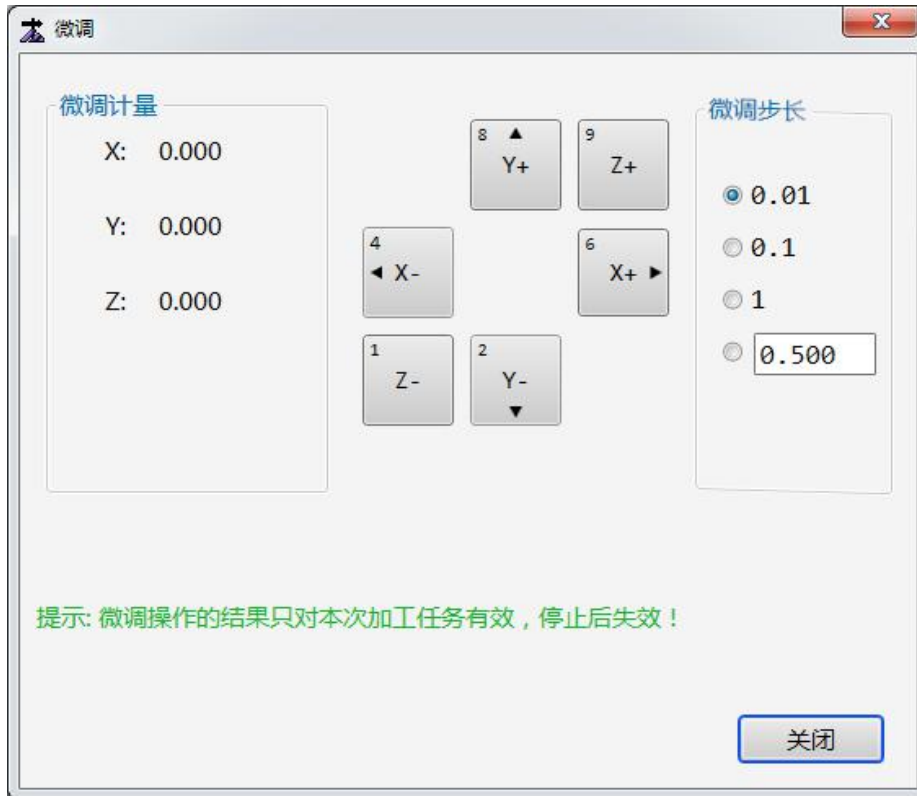 微调
微调计量
X: 0.000
Y: 0.000
Z: 0.000
8
Y+
9
Z+
4
X-
6
X+
1
Z-
2
Y-
微调步长
0.01
0.1
1
0.500
提示: 微调操作的结果只对本次加工任务有效，停止后失效！
关闭